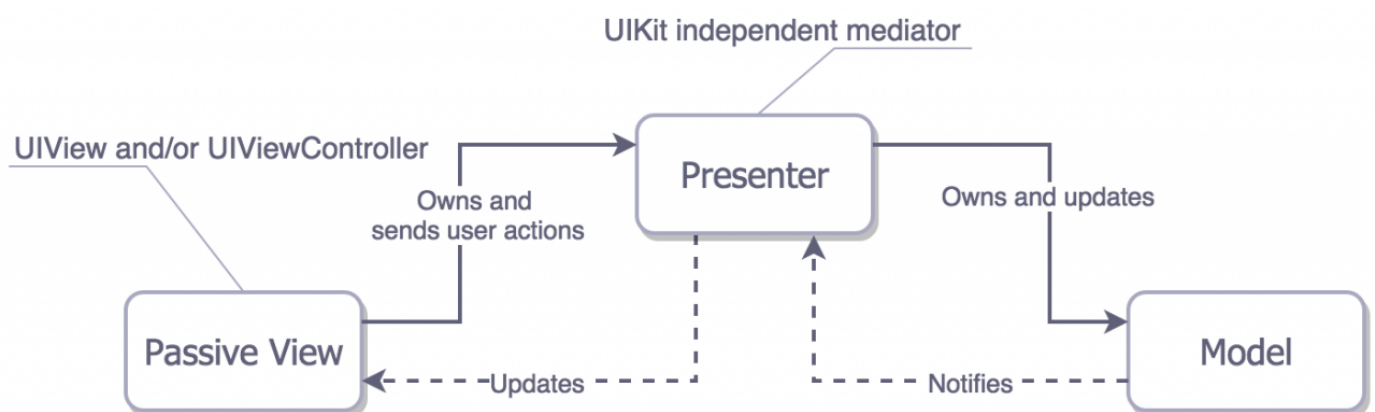 UIKit independent mediator
UIView and/or UIViewController
Presenter
Owns and
sends user actions
Owns and updates
Passive View
Model
Updates
Notifies